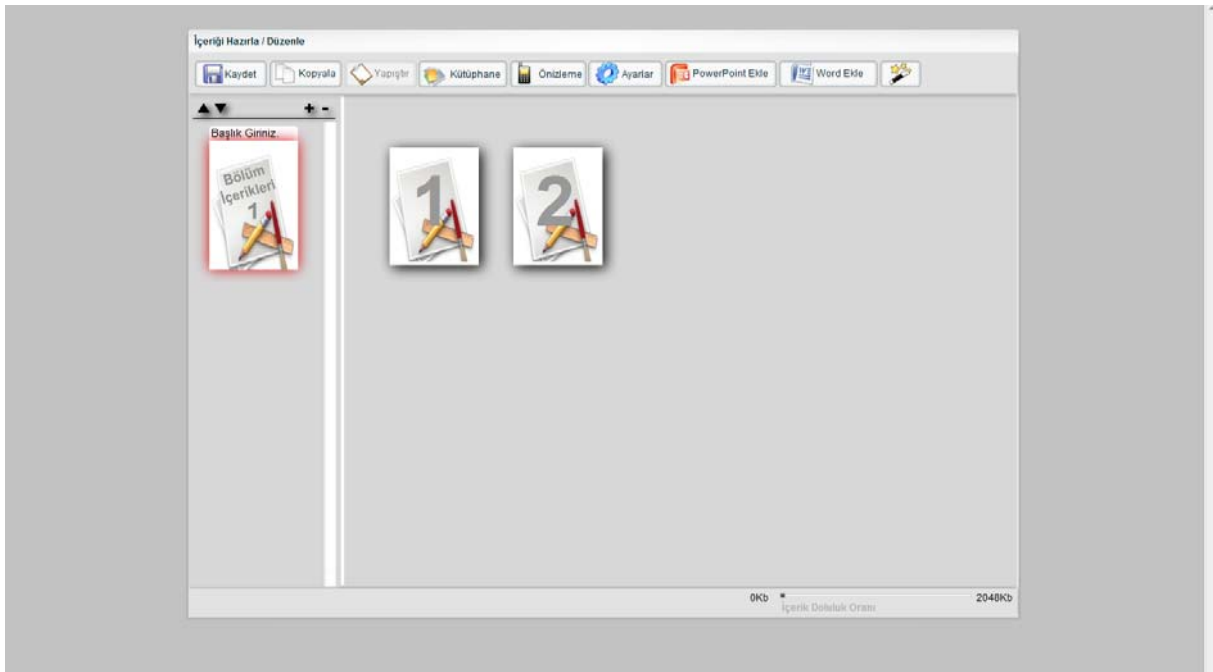 İçeriği Hazırla / Düzenle
Kaydet Kopyala Yapıştır Kütüphane Önizleme Ayarlar PowerPoint Ekle Word Ekle
+ -
Başlık Giriniz.
Bölüm
İçerikleri
1
1 2
0Kb 2048Kb
İçerik Doluluk Oranı